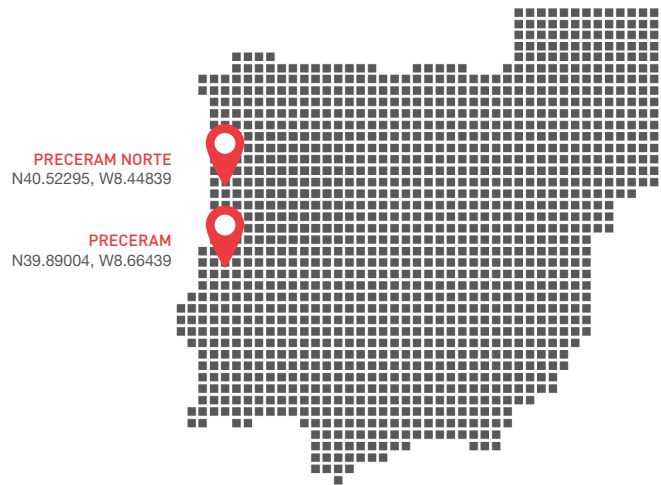 PRECERAM NORTE
N40.52295, W8.44839
PRECERAM
N39.89004, W8.66439